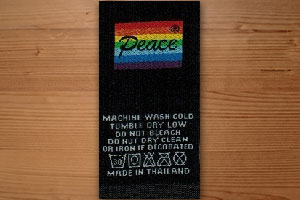 Peace®
MACHINE WASH COLD
TUMBLE DRY LOW
DO NOT BLEACH
DO NOT DRY CLEAN
OR IRON IF DECORATED
MADE IN THAILAND